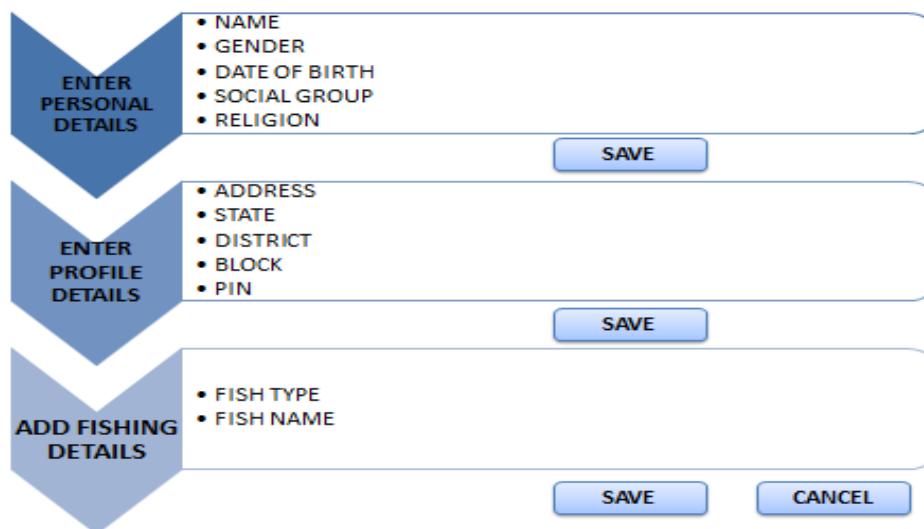 ENTER
PERSONAL
DETAILS
• NAME
• GENDER
• DATE OF BIRTH
• SOCIAL GROUP
• RELIGION
SAVE
ENTER
PROFILE
DETAILS
• ADDRESS
• STATE
• DISTRICT
• BLOCK
• PIN
SAVE
ADD FISHING
DETAILS
• FISH TYPE
• FISH NAME
SAVE
CANCEL